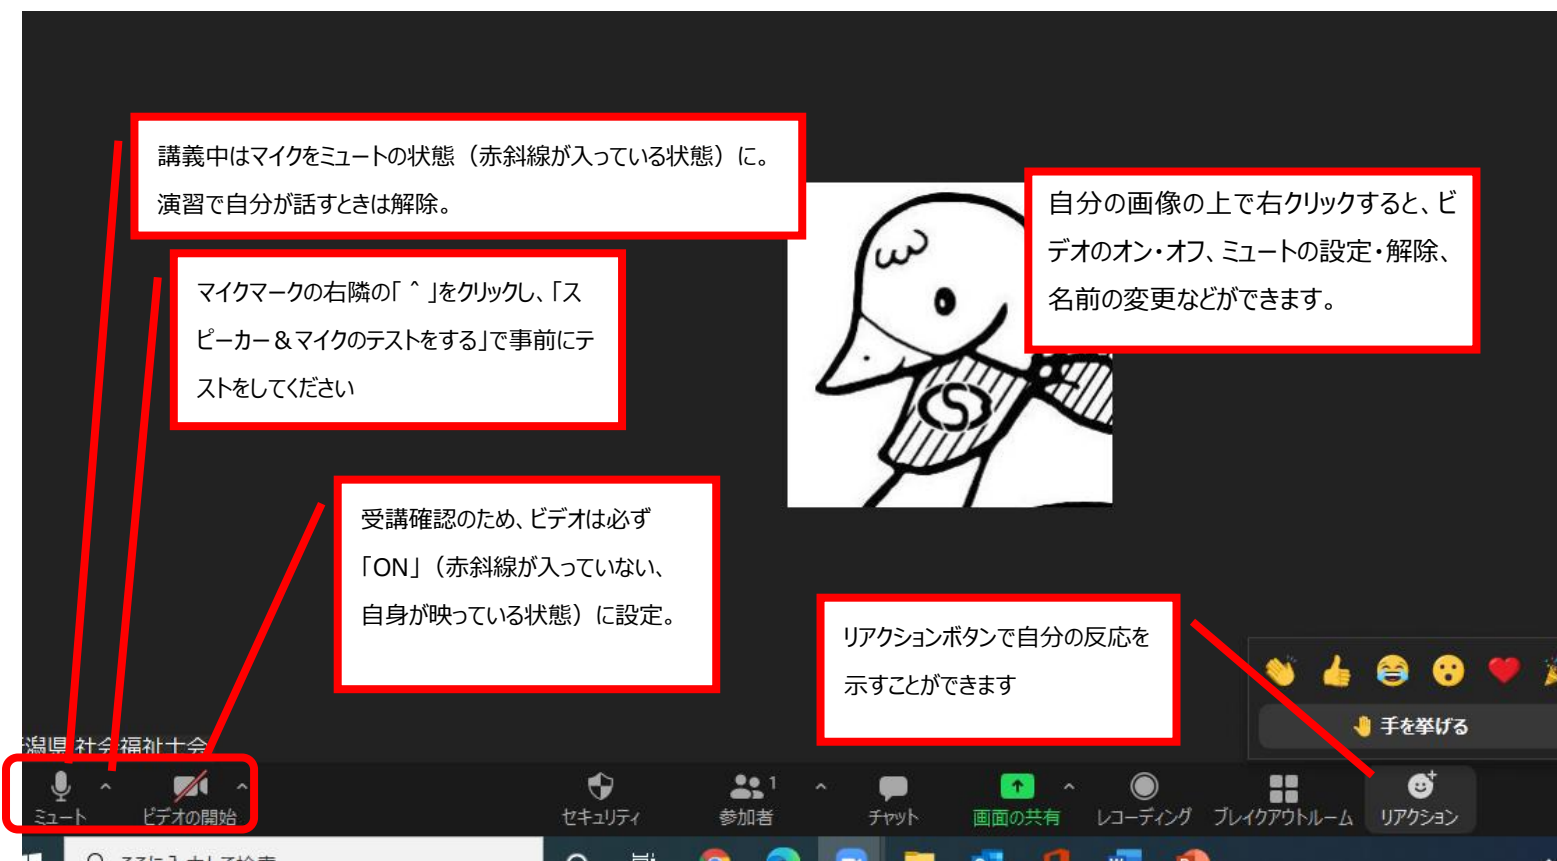 講義中はマイクをミュートの状態（赤斜線が入っている状態）に。
演習で自分が話すときは解除。
自分の画像の上で右クリックすると、ビ
デオのオン・オフ、ミュートの設定・解除、
名前の変更などができます。
マイクマークの右隣の「＾」をクリックし、「ス
ピーカー＆マイクのテストをする」で事前にテ
ストをしてください
受講確認のため、ビデオは必ず
「ON」（赤斜線が入っていない、
自身が映っている状態）に設定。
リアクションボタンで自分の反応を
示すことができます
手を挙げる
潟県 社会福祉士会
1
ミュート ビデオの開始 セキュリティ 参加者 チャット 画面の共有 レコーディング ブレイクアウトルーム リアクション
ここに入力して検索